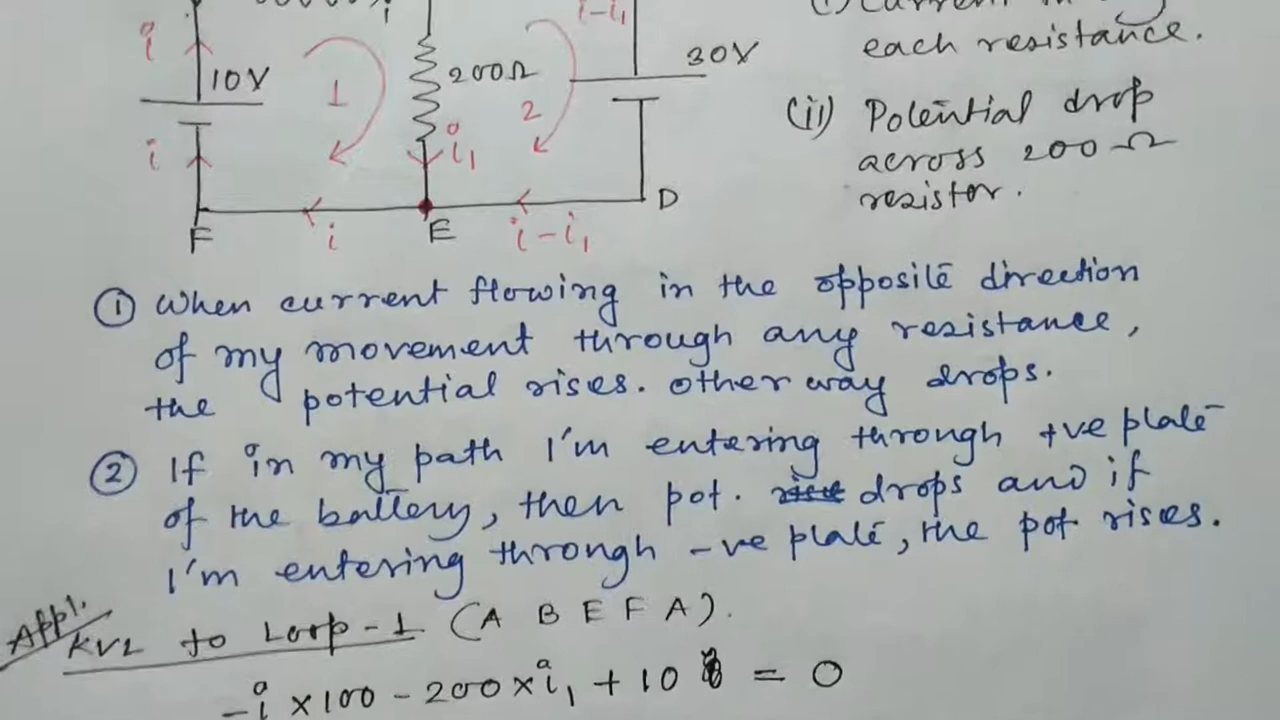 i
i-i₁
each resistance.
i
10V
1
200Ω
2
30V
(ii) Potential drop
across 200Ω
resistor.
i
i₁
F
i
E
i-i₁
D
① When current flowing in the opposite direction
of my movement through any resistance,
the potential rises. Other way drops.
② If in my path I'm entering through +ve plate
of the battery, then pot. drops and if
I'm entering through -ve plate, the pot rises.
Appl.
KVL to Loop-1 (A B E F A).
-i×100 - 200×i₁ + 10 = 0